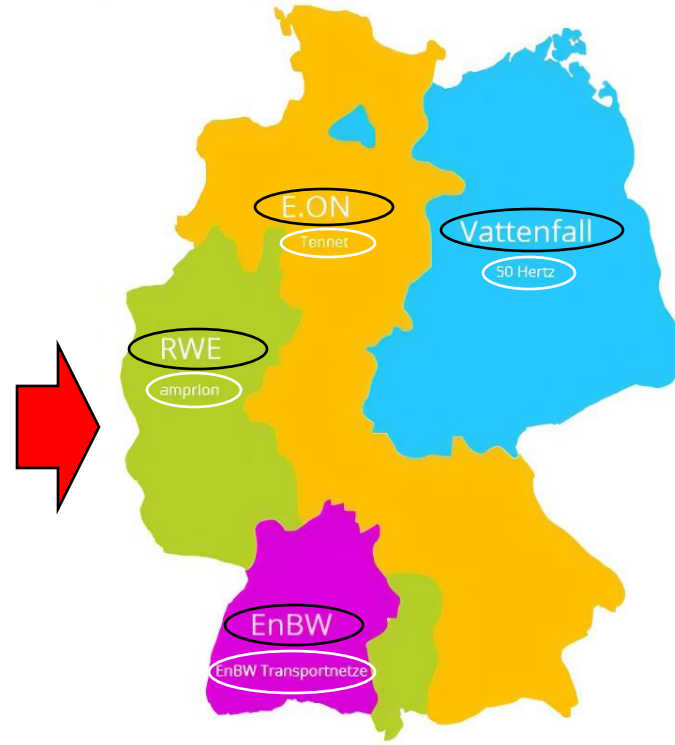 E.ON
Tennet
Vattenfall
50 Hertz
RWE
amprion
EnBW
EnBW Transportnetze